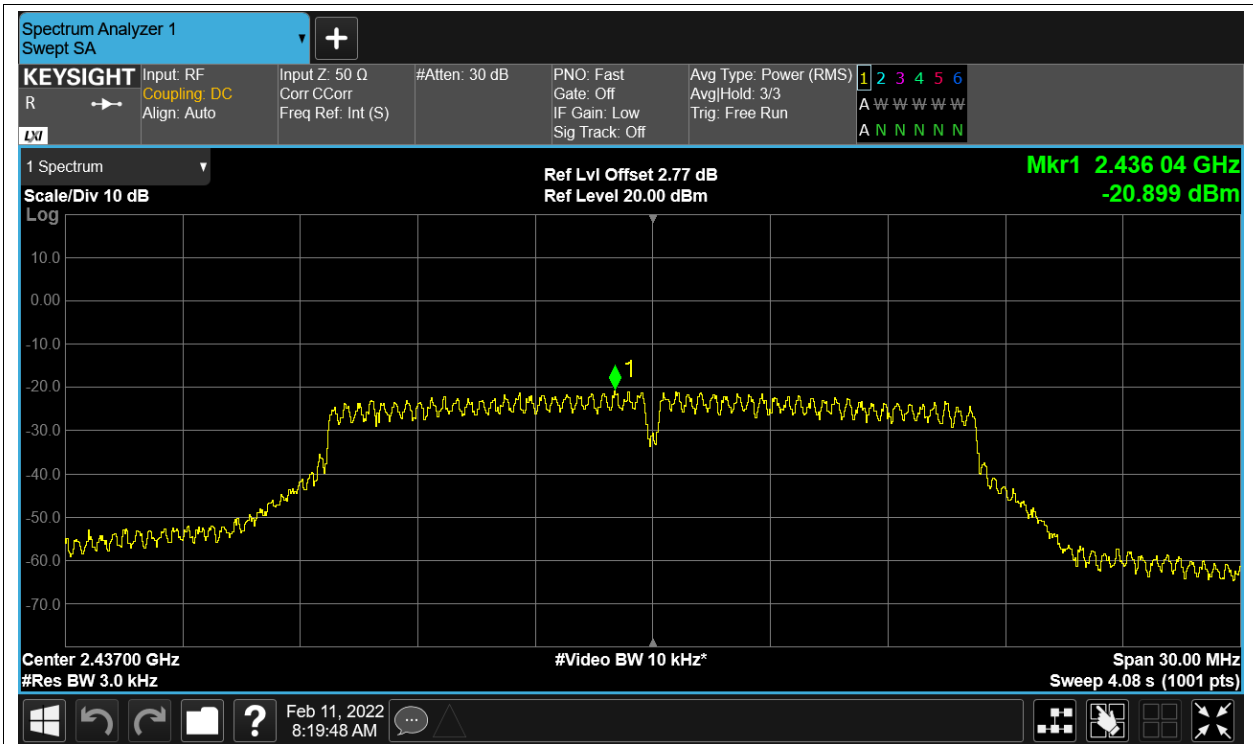 Spectrum Analyzer 1
Swept SA
KEYSIGHT
R
LXI
Input: RF
Coupling: DC
Align: Auto
Input Z: 50 Ω
Corr CCorr
Freq Ref: Int (S)
#Atten: 30 dB
PNO: Fast
Gate: Off
IF Gain: Low
Sig Track: Off
Avg Type: Power (RMS)
Avg|Hold: 3/3
Trig: Free Run
1 2 3 4 5 6
A W W W W W
A N N N N N
1 Spectrum
Scale/Div 10 dB
Log
Ref Lvl Offset 2.77 dB
Ref Level 20.00 dBm
Mkr1 2.436 04 GHz
-20.899 dBm
10.0
0.00
-10.0
1
-20.0
-30.0
-40.0
-50.0
-60.0
-70.0
Center 2.43700 GHz
#Res BW 3.0 kHz
#Video BW 10 kHz*
Span 30.00 MHz
Sweep 4.08 s (1001 pts)
?
Feb 11, 2022
8:19:48 AM